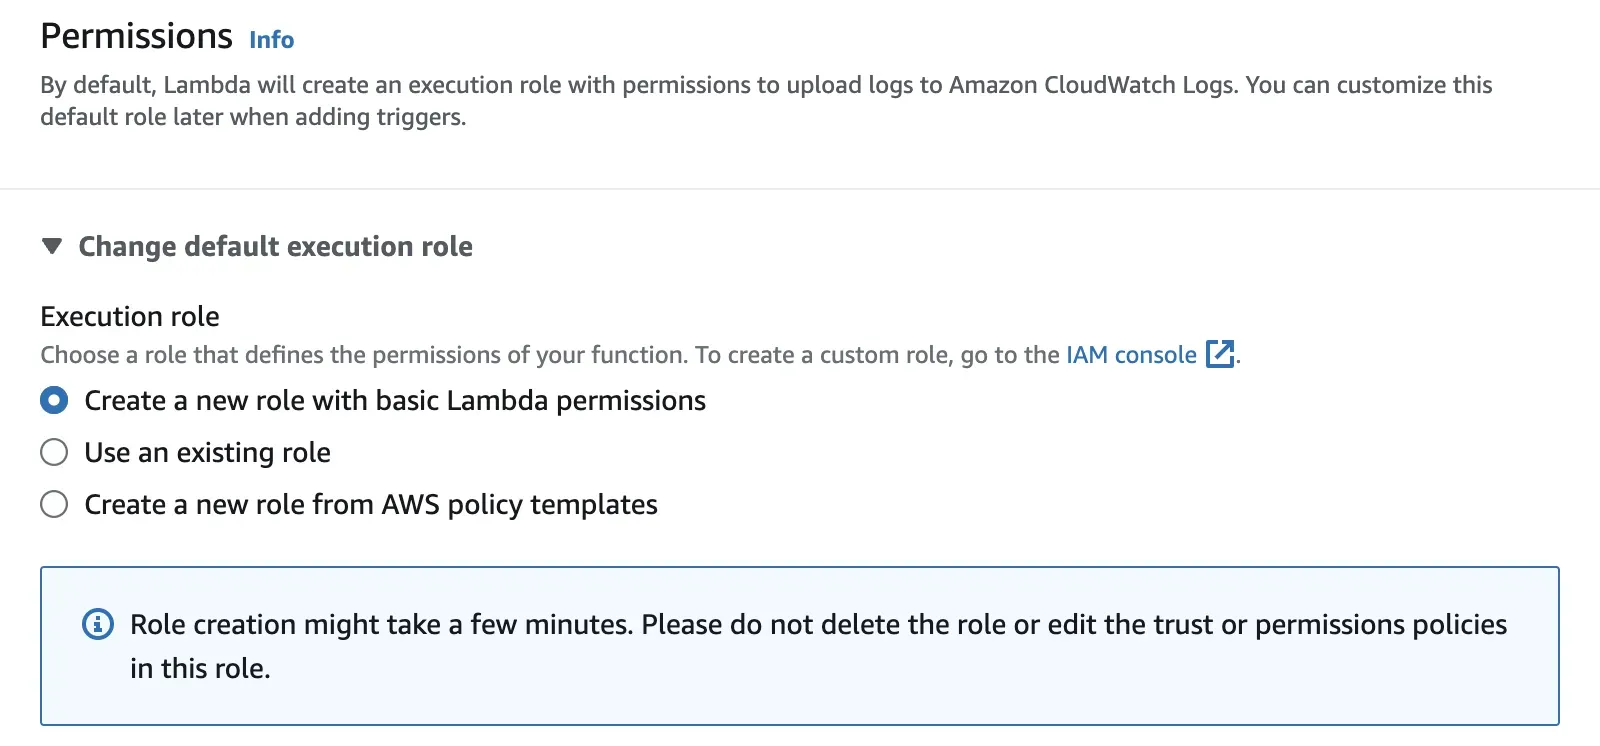 Permissions Info
By default, Lambda will create an execution role with permissions to upload logs to Amazon CloudWatch Logs. You can customize this
default role later when adding triggers.
Change default execution role
Execution role
Choose a role that defines the permissions of your function. To create a custom role, go to the IAM console.
Create a new role with basic Lambda permissions
Use an existing role
Create a new role from AWS policy templates
Role creation might take a few minutes. Please do not delete the role or edit the trust or permissions policies
in this role.